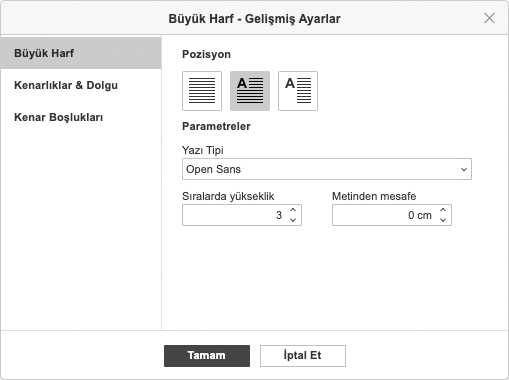 Büyük Harf - Gelişmiş Ayarlar
Büyük Harf
Kenarlıklar & Dolgu
Kenar Boşlukları
Pozisyon
A A
Parametreler
Yazı Tipi
Open Sans
Sıralarda yükseklik Metinden mesafe
3 0 cm
Tamam İptal Et